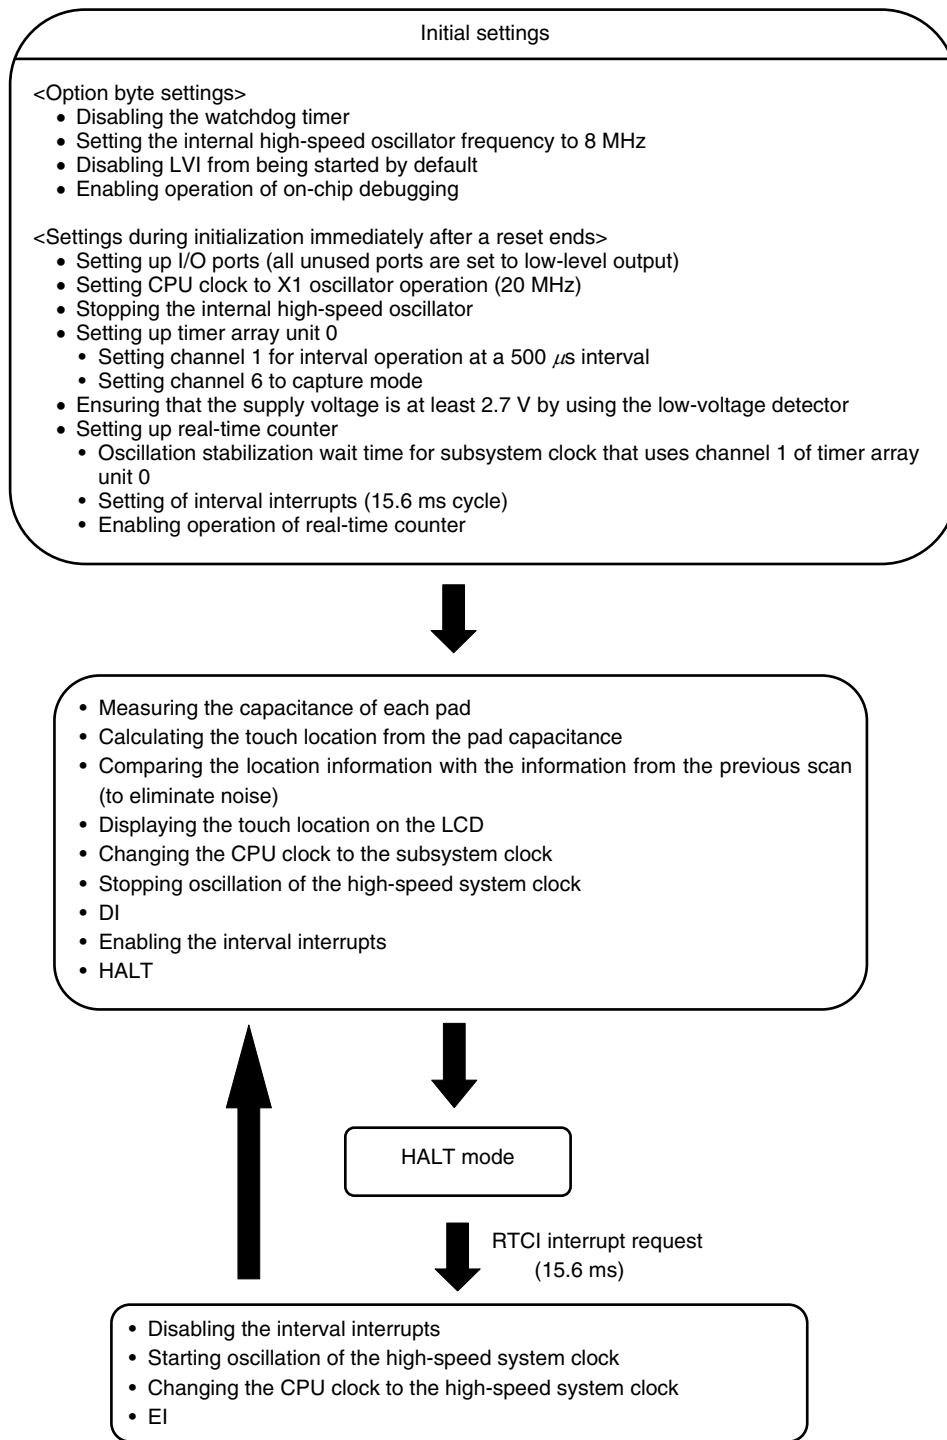 Initial settings
<Option byte settings>
• Disabling the watchdog timer
• Setting the internal high-speed oscillator frequency to 8 MHz
• Disabling LVI from being started by default
• Enabling operation of on-chip debugging
<Settings during initialization immediately after a reset ends>
• Setting up I/O ports (all unused ports are set to low-level output)
• Setting CPU clock to X1 oscillator operation (20 MHz)
• Stopping the internal high-speed oscillator
• Setting up timer array unit 0
• Setting channel 1 for interval operation at a 500 μs interval
• Setting channel 6 to capture mode
• Ensuring that the supply voltage is at least 2.7 V by using the low-voltage detector
• Setting up real-time counter
• Oscillation stabilization wait time for subsystem clock that uses channel 1 of timer array
unit 0
• Setting of interval interrupts (15.6 ms cycle)
• Enabling operation of real-time counter
• Measuring the capacitance of each pad
• Calculating the touch location from the pad capacitance
• Comparing the location information with the information from the previous scan
(to eliminate noise)
• Displaying the touch location on the LCD
• Changing the CPU clock to the subsystem clock
• Stopping oscillation of the high-speed system clock
• DI
• Enabling the interval interrupts
• HALT
HALT mode
RTCI interrupt request
(15.6 ms)
• Disabling the interval interrupts
• Starting oscillation of the high-speed system clock
• Changing the CPU clock to the high-speed system clock
• EI